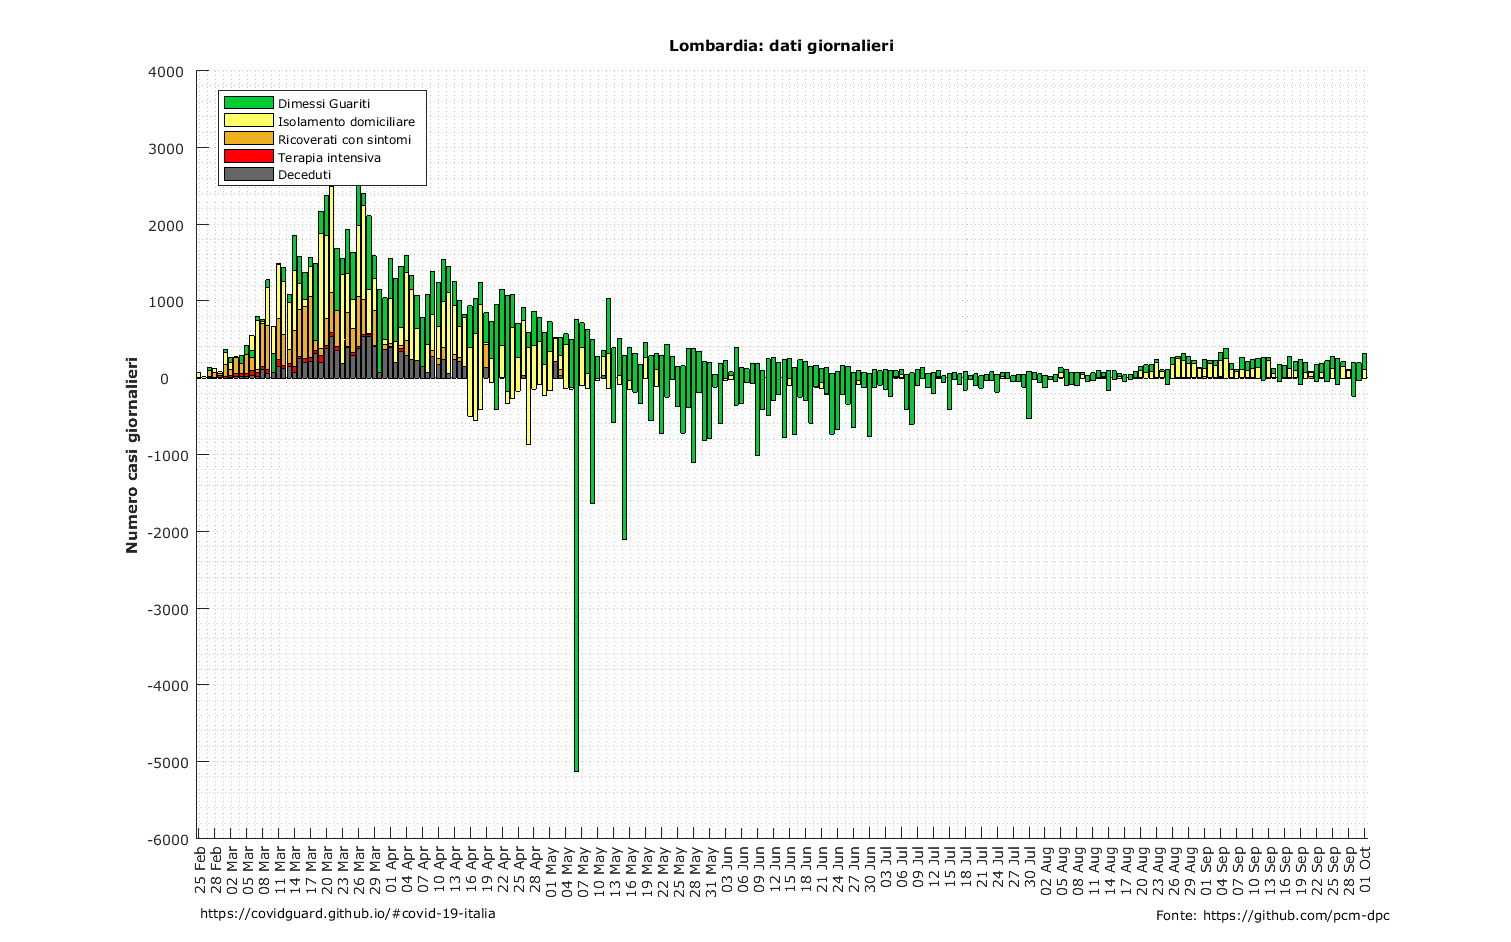 Lombardia: dati giornalieri
4000
3000
2000
1000
0
-1000
-2000
-3000
-4000
-5000
-6000
Numero casi giornalieri
Dimessi Guariti
Isolamento domiciliare
Ricoverati con sintomi
Terapia intensiva
Deceduti
25 Feb
28 Feb
02 Mar
05 Mar
08 Mar
11 Mar
14 Mar
17 Mar
20 Mar
23 Mar
26 Mar
29 Mar
01 Apr
04 Apr
07 Apr
10 Apr
13 Apr
16 Apr
19 Apr
22 Apr
25 Apr
28 Apr
01 May
04 May
07 May
10 May
13 May
16 May
19 May
22 May
25 May
28 May
31 May
03 Jun
06 Jun
09 Jun
12 Jun
15 Jun
18 Jun
21 Jun
24 Jun
27 Jun
30 Jun
03 Jul
06 Jul
09 Jul
12 Jul
15 Jul
18 Jul
21 Jul
24 Jul
27 Jul
30 Jul
02 Aug
05 Aug
08 Aug
11 Aug
14 Aug
17 Aug
20 Aug
23 Aug
26 Aug
29 Aug
01 Sep
04 Sep
07 Sep
10 Sep
13 Sep
16 Sep
19 Sep
22 Sep
25 Sep
28 Sep
01 Oct
https://covidguard.github.io/#covid-19-italia
Fonte: https://github.com/pcm-dpc